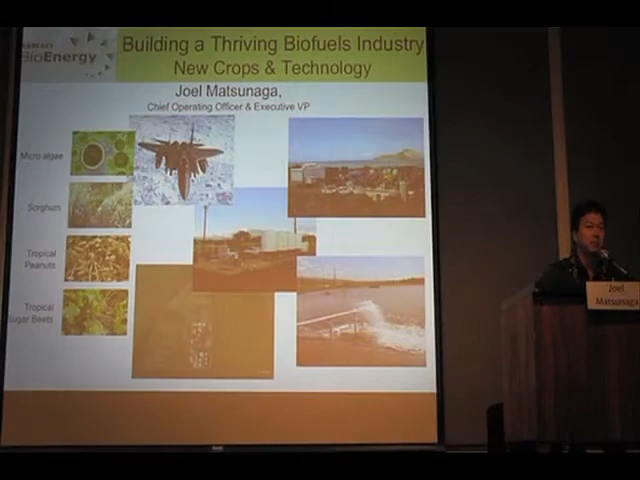 BioEnergy
Building a Thriving Biofuels Industry
New Crops & Technology
Joel Matsunaga,
Chief Operating Officer & Executive VP
Micro algae
Sorghum
Tropical
Peanuts
Tropical
Sugar Beets
Joel
Matsunaga